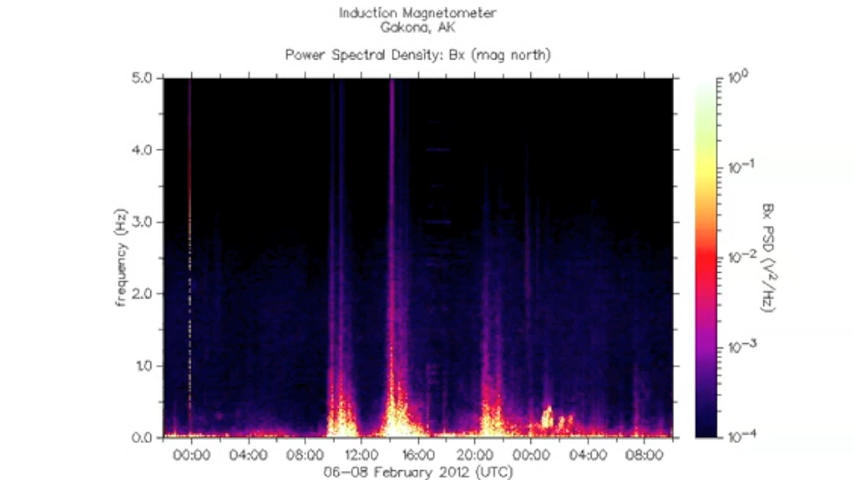 Induction Magnetometer
Gakona, AK
Power Spectral Density: Bx (mag north)
5.0
4.0
3.0
2.0
1.0
0.0
frequency (Hz)
00:00 04:00 08:00 12:00 16:00 20:00 00:00 04:00 08:00
06-08 February 2012 (UTC)
10⁰
10⁻¹
10⁻²
10⁻³
10⁻⁴
Bx PSD (V²/Hz)